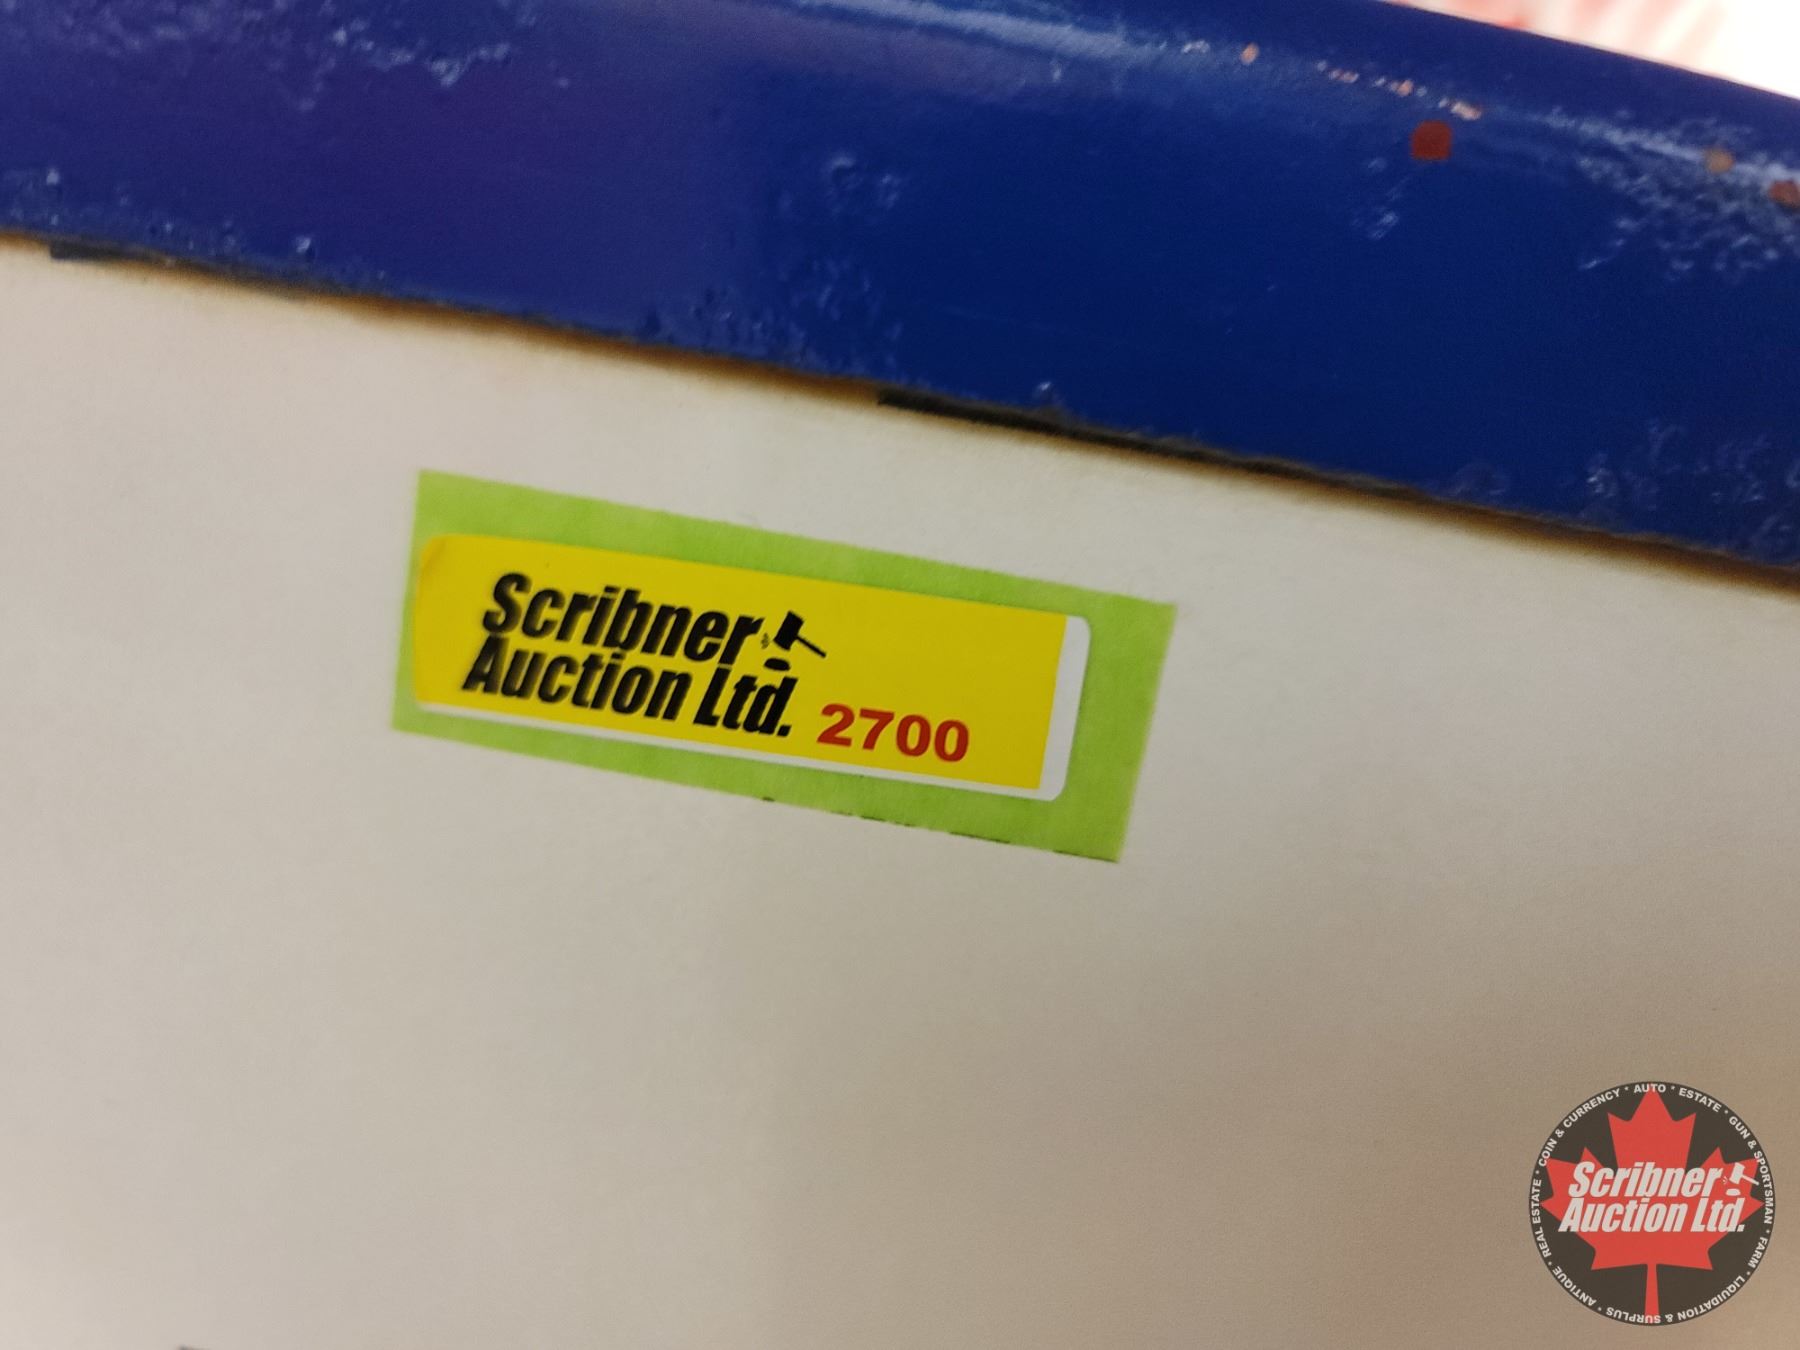 Scribner
Auction Ltd. 2700
COIN & CURRENCY * AUTO * ESTATE * GUN & SPORTSMAN * FARM * LIQUIDATION & SURPLUS * ANTIQUE * REAL ESTATE *
Scribner
Auction Ltd.